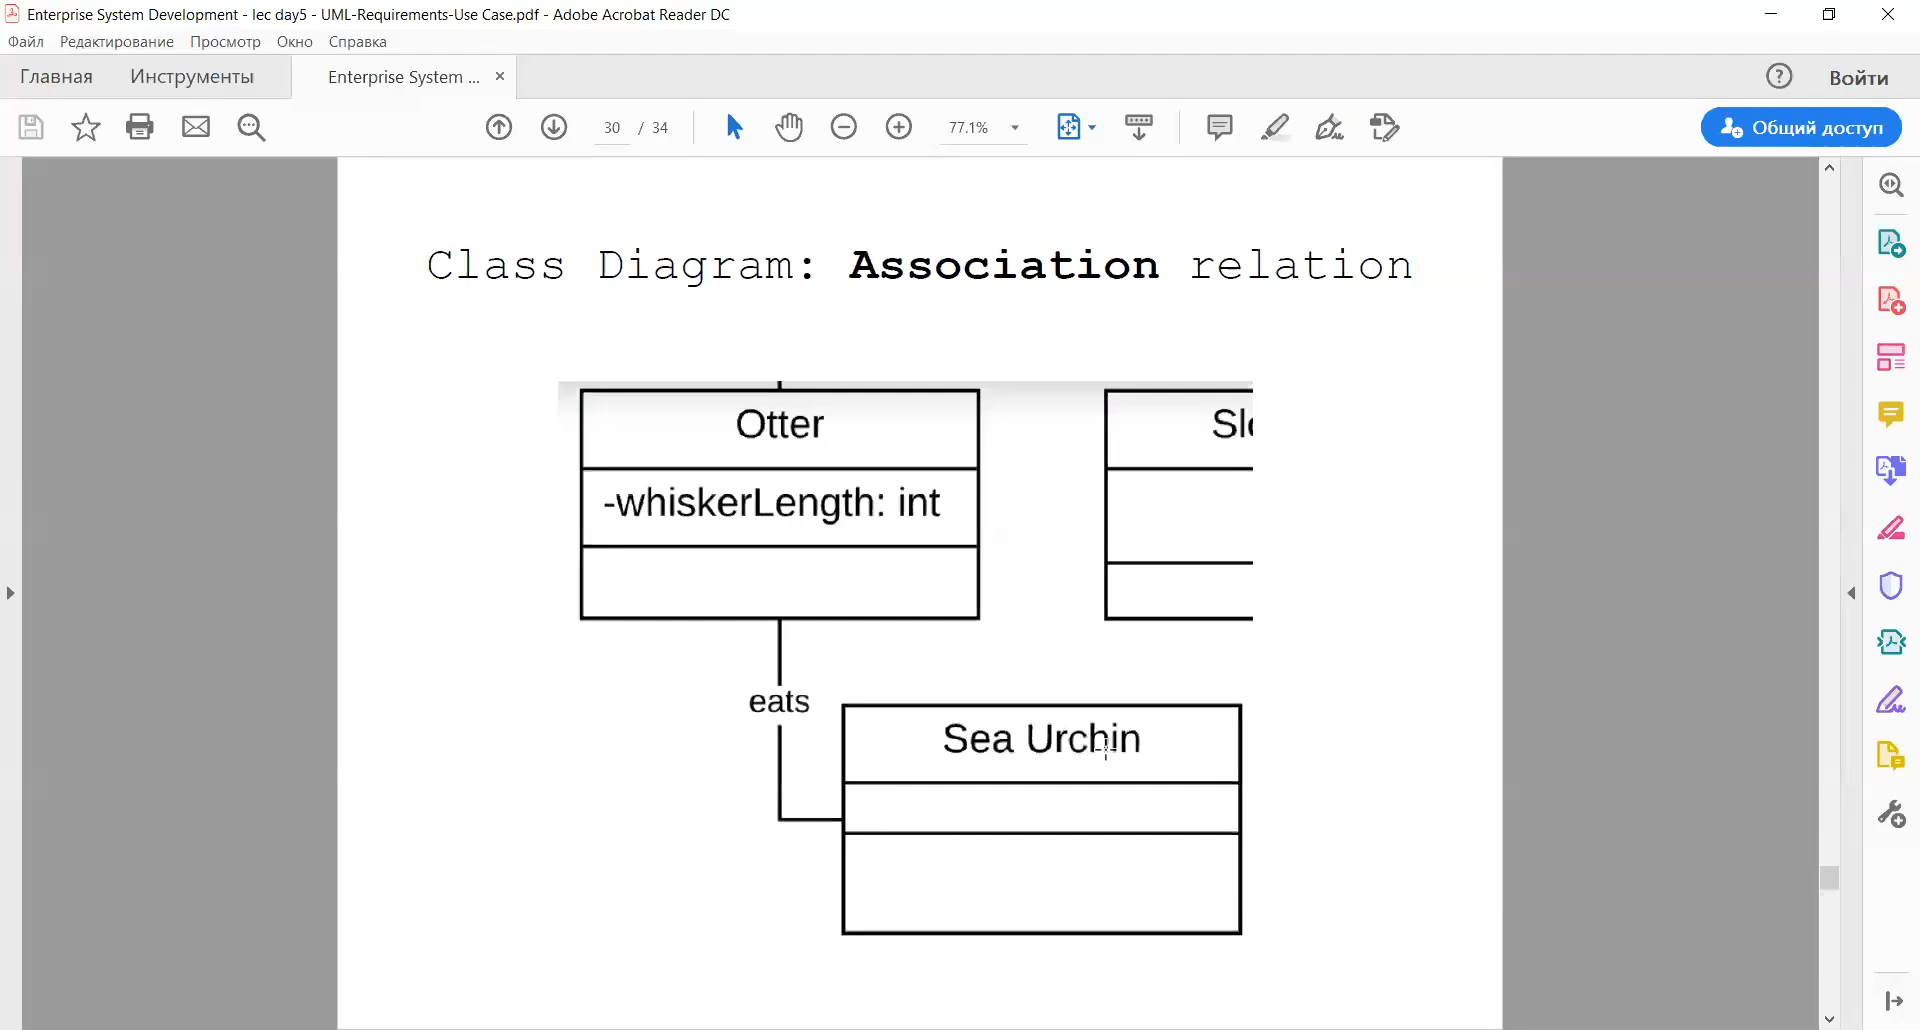 Enterprise System Development - lec day5 - UML-Requirements-Use Case.pdf - Adobe Acrobat Reader DC
Файл Редактирование Просмотр Окно Справка
Главная Инструменты Enterprise System ... Войти
30 / 34 77.1% Общий доступ
Class Diagram: Association relation
Otter
-whiskerLength: int
eats
Sea Urchin